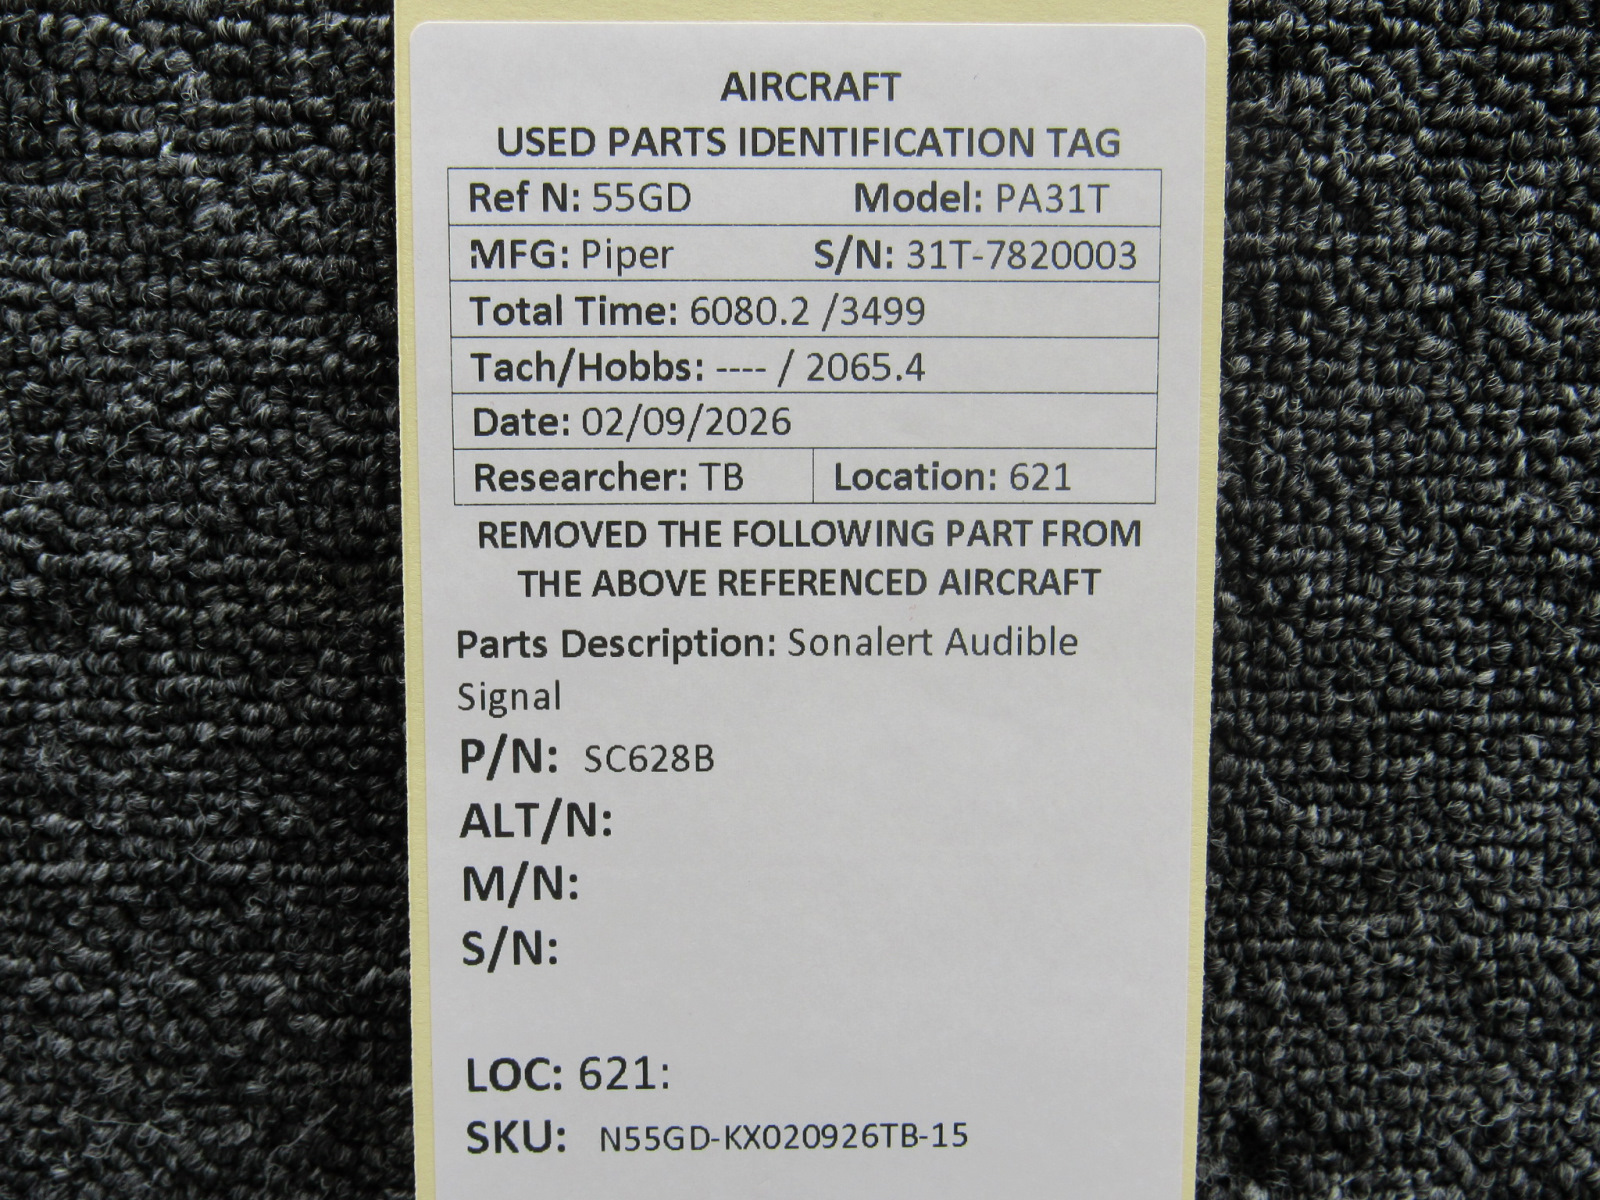 AIRCRAFT
USED PARTS IDENTIFICATION TAG
Ref N: 55GD Model: PA31T
MFG: Piper S/N: 31T-7820003
Total Time: 6080.2 /3499
Tach/Hobbs: ---- / 2065.4
Date: 02/09/2026
Researcher: TB Location: 621
REMOVED THE FOLLOWING PART FROM
THE ABOVE REFERENCED AIRCRAFT
Parts Description: Sonalert Audible
Signal
P/N: SC628B
ALT/N:
M/N:
S/N:
LOC: 621:
SKU: N55GD-KX020926TB-15